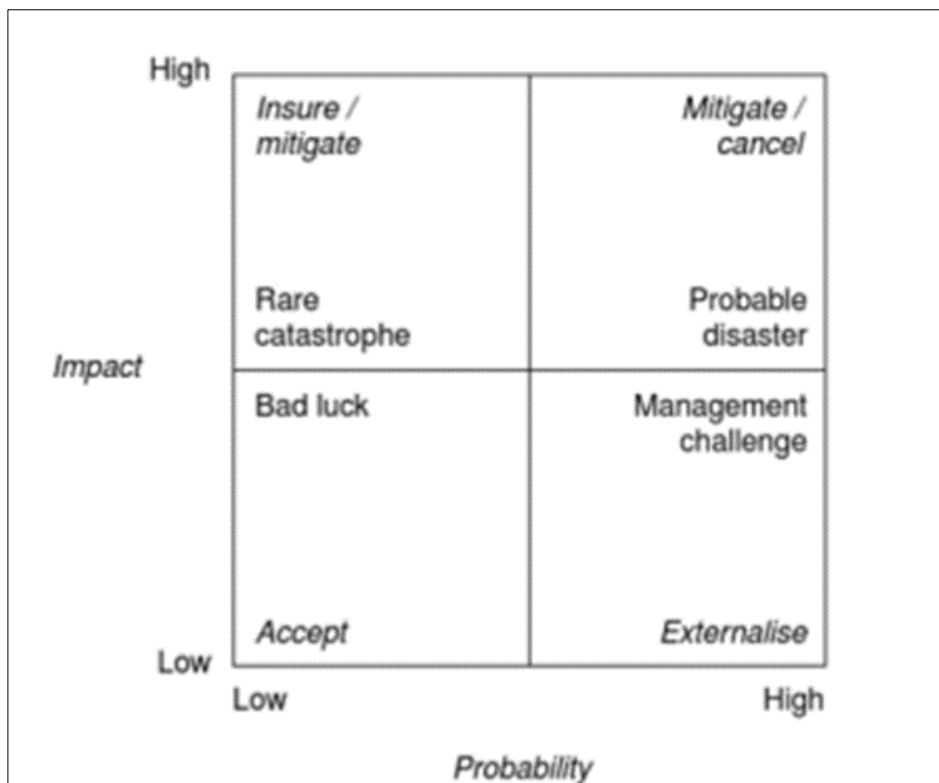 High
Insure /
mitigate
Mitigate /
cancel
Rare
catastrophe
Probable
disaster
Impact
Bad luck
Management
challenge
Accept
Externalise
Low
Low
High
Probability